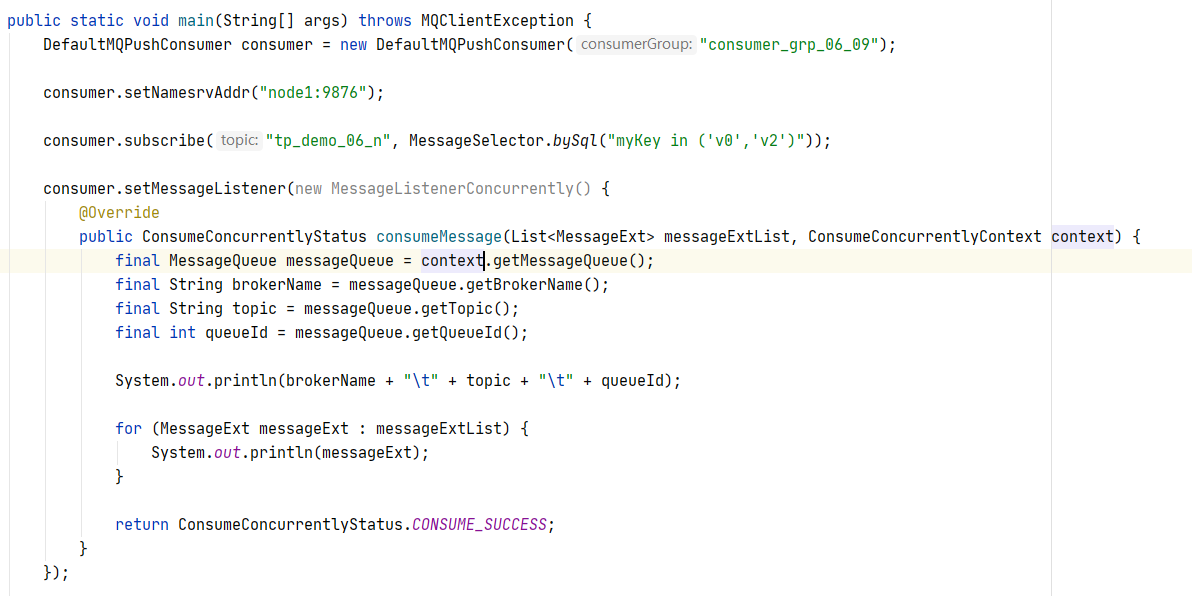 public static void main(String[] args) throws MQClientException {
    DefaultMQPushConsumer consumer = new DefaultMQPushConsumer( consumerGroup: "consumer_grp_06_09");
    consumer.setNamesrvAddr("node1:9876");
    consumer.subscribe( topic: "tp_demo_06_n", MessageSelector.bySql("myKey in ('v0','v2')"));
    consumer.setMessageListener(new MessageListenerConcurrently() {
        @Override
        public ConsumeConcurrentlyStatus consumeMessage(List<MessageExt> messageExtList, ConsumeConcurrentlyContext context) {
            final MessageQueue messageQueue = context.getMessageQueue();
            final String brokerName = messageQueue.getBrokerName();
            final String topic = messageQueue.getTopic();
            final int queueId = messageQueue.getQueueId();
            System.out.println(brokerName + "\t" + topic + "\t" + queueId);
            for (MessageExt messageExt : messageExtList) {
                System.out.println(messageExt);
            }
            return ConsumeConcurrentlyStatus.CONSUME_SUCCESS;
        }
    });